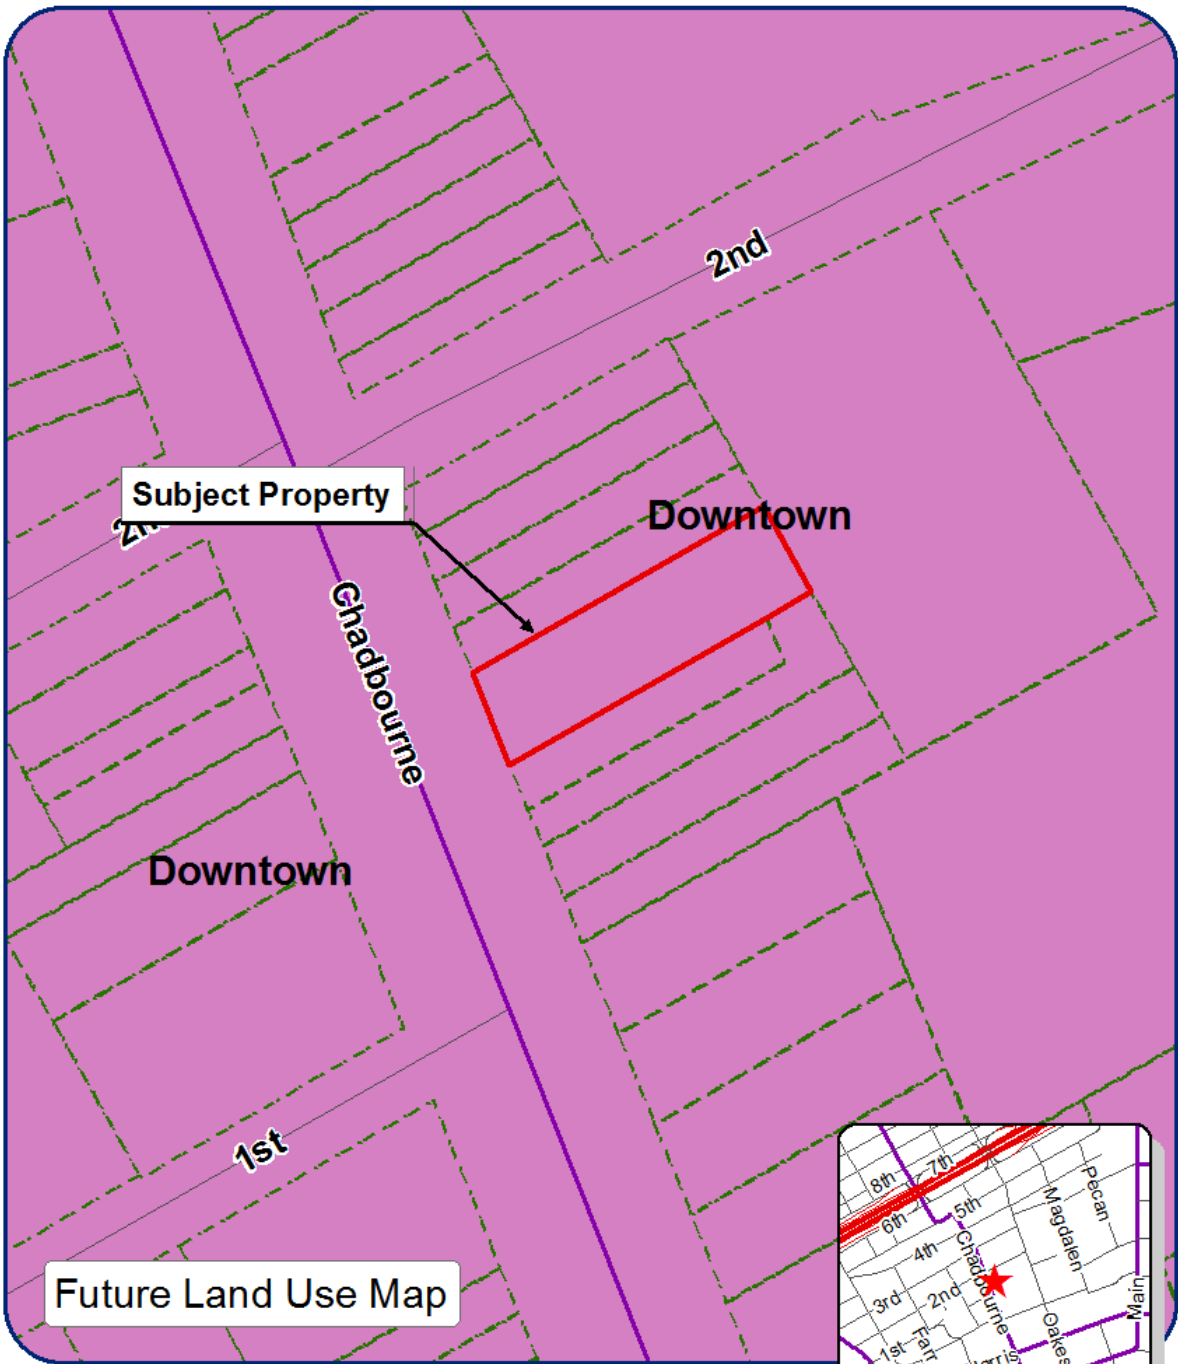 2nd
Subject Property
Downtown
Chadbourne
Downtown
1st
Future Land Use Map
8th
7th
6th
5th
4th
3rd
2nd
1st
Chadbourne
Magdalen
Pecan
Main
Oakes